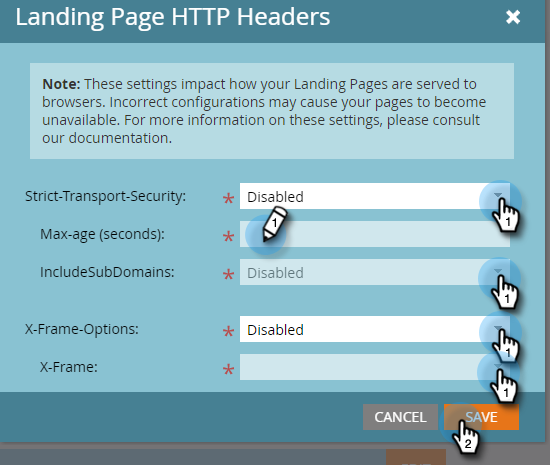 Landing Page HTTP Headers
Note: These settings impact how your Landing Pages are served to
browsers. Incorrect configurations may cause your pages to become
unavailable. For more information on these settings, please consult
our documentation.
Strict-Transport-Security: * Disabled 1
Max-age (seconds): * 1
IncludeSubDomains: * Disabled 1
X-Frame-Options: * Disabled 1
X-Frame: * 1
CANCEL SAVE
2